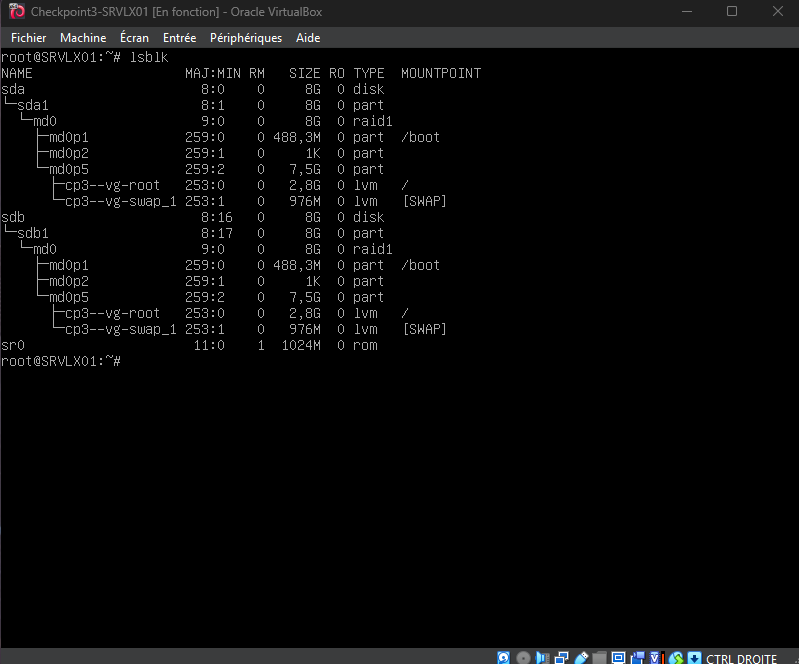 Checkpoint3-SRVLX01 [En fonction] - Oracle VirtualBox
Fichier Machine Écran Entrée Périphériques Aide
root@SRVLX01:~# lsblk
NAME                   MAJ:MIN RM   SIZE RO TYPE  MOUNTPOINT
sda                      8:0    0     8G  0 disk
└─sda1                   8:1    0     8G  0 part
  └─md0                  9:0    0     8G  0 raid1
    ├─md0p1            259:0    0 488,3M  0 part  /boot
    ├─md0p2            259:1    0     1K  0 part
    └─md0p5            259:2    0   7,5G  0 part
      ├─cp3--vg-root   253:0    0   2,8G  0 lvm   /
      └─cp3--vg-swap_1 253:1    0   976M  0 lvm   [SWAP]
sdb                      8:16   0     8G  0 disk
└─sdb1                   8:17   0     8G  0 part
  └─md0                  9:0    0     8G  0 raid1
    ├─md0p1            259:0    0 488,3M  0 part  /boot
    ├─md0p2            259:1    0     1K  0 part
    └─md0p5            259:2    0   7,5G  0 part
      ├─cp3--vg-root   253:0    0   2,8G  0 lvm   /
      └─cp3--vg-swap_1 253:1    0   976M  0 lvm   [SWAP]
sr0                     11:0    1  1024M  0 rom
root@SRVLX01:~#
CTRL DROITE